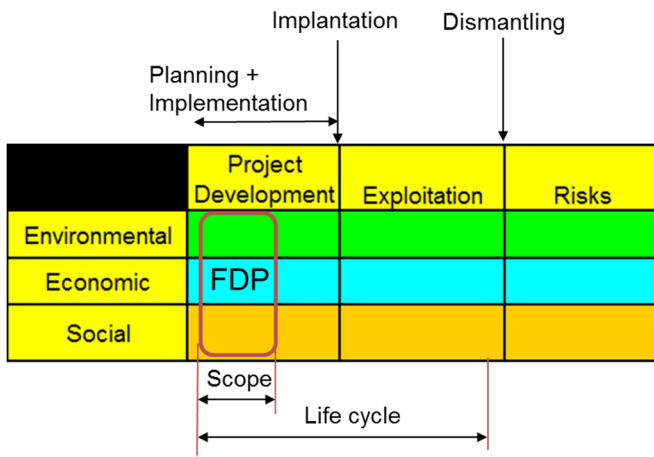 Implantation
Dismantling
Planning +
Implementation
Project
Development
Exploitation
Risks
Environmental
Economic
FDP
Social
Scope
Life cycle